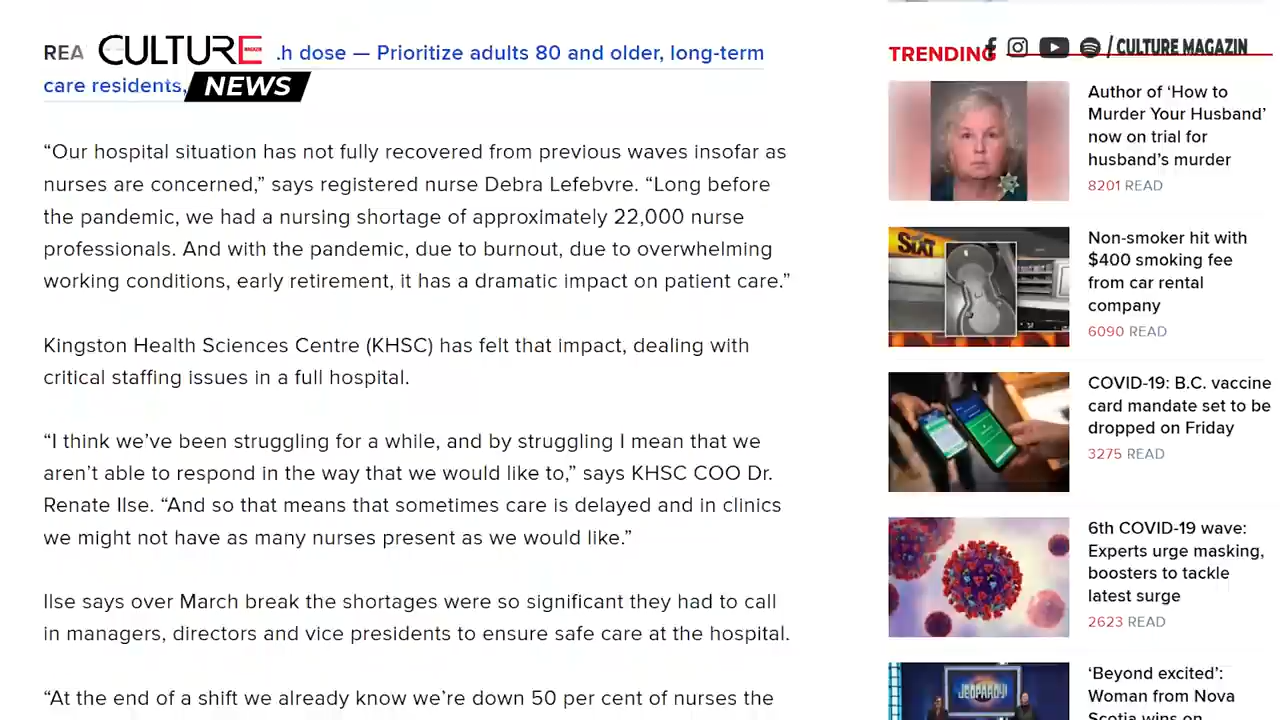 REA
CULTURE
.h dose — Prioritize adults 80 and older, long-term
care residents,
NEWS
“Our hospital situation has not fully recovered from previous waves insofar as
nurses are concerned,” says registered nurse Debra Lefebvre. “Long before
the pandemic, we had a nursing shortage of approximately 22,000 nurse
professionals. And with the pandemic, due to burnout, due to overwhelming
working conditions, early retirement, it has a dramatic impact on patient care.”
Kingston Health Sciences Centre (KHSC) has felt that impact, dealing with
critical staffing issues in a full hospital.
“I think we’ve been struggling for a while, and by struggling I mean that we
aren’t able to respond in the way that we would like to,” says KHSC COO Dr.
Renate Ilse. “And so that means that sometimes care is delayed and in clinics
we might not have as many nurses present as we would like.”
Ilse says over March break the shortages were so significant they had to call
in managers, directors and vice presidents to ensure safe care at the hospital.
“At the end of a shift we already know we’re down 50 per cent of nurses the
TRENDING
/ CULTURE MAGAZIN
Author of ‘How to
Murder Your Husband’
now on trial for
husband’s murder
8201 READ
SIXT
Non-smoker hit with
$400 smoking fee
from car rental
company
6090 READ
COVID-19: B.C. vaccine
card mandate set to be
dropped on Friday
3275 READ
6th COVID-19 wave:
Experts urge masking,
boosters to tackle
latest surge
2623 READ
JEOPARDY!
‘Beyond excited’:
Woman from Nova
Scotia wins on